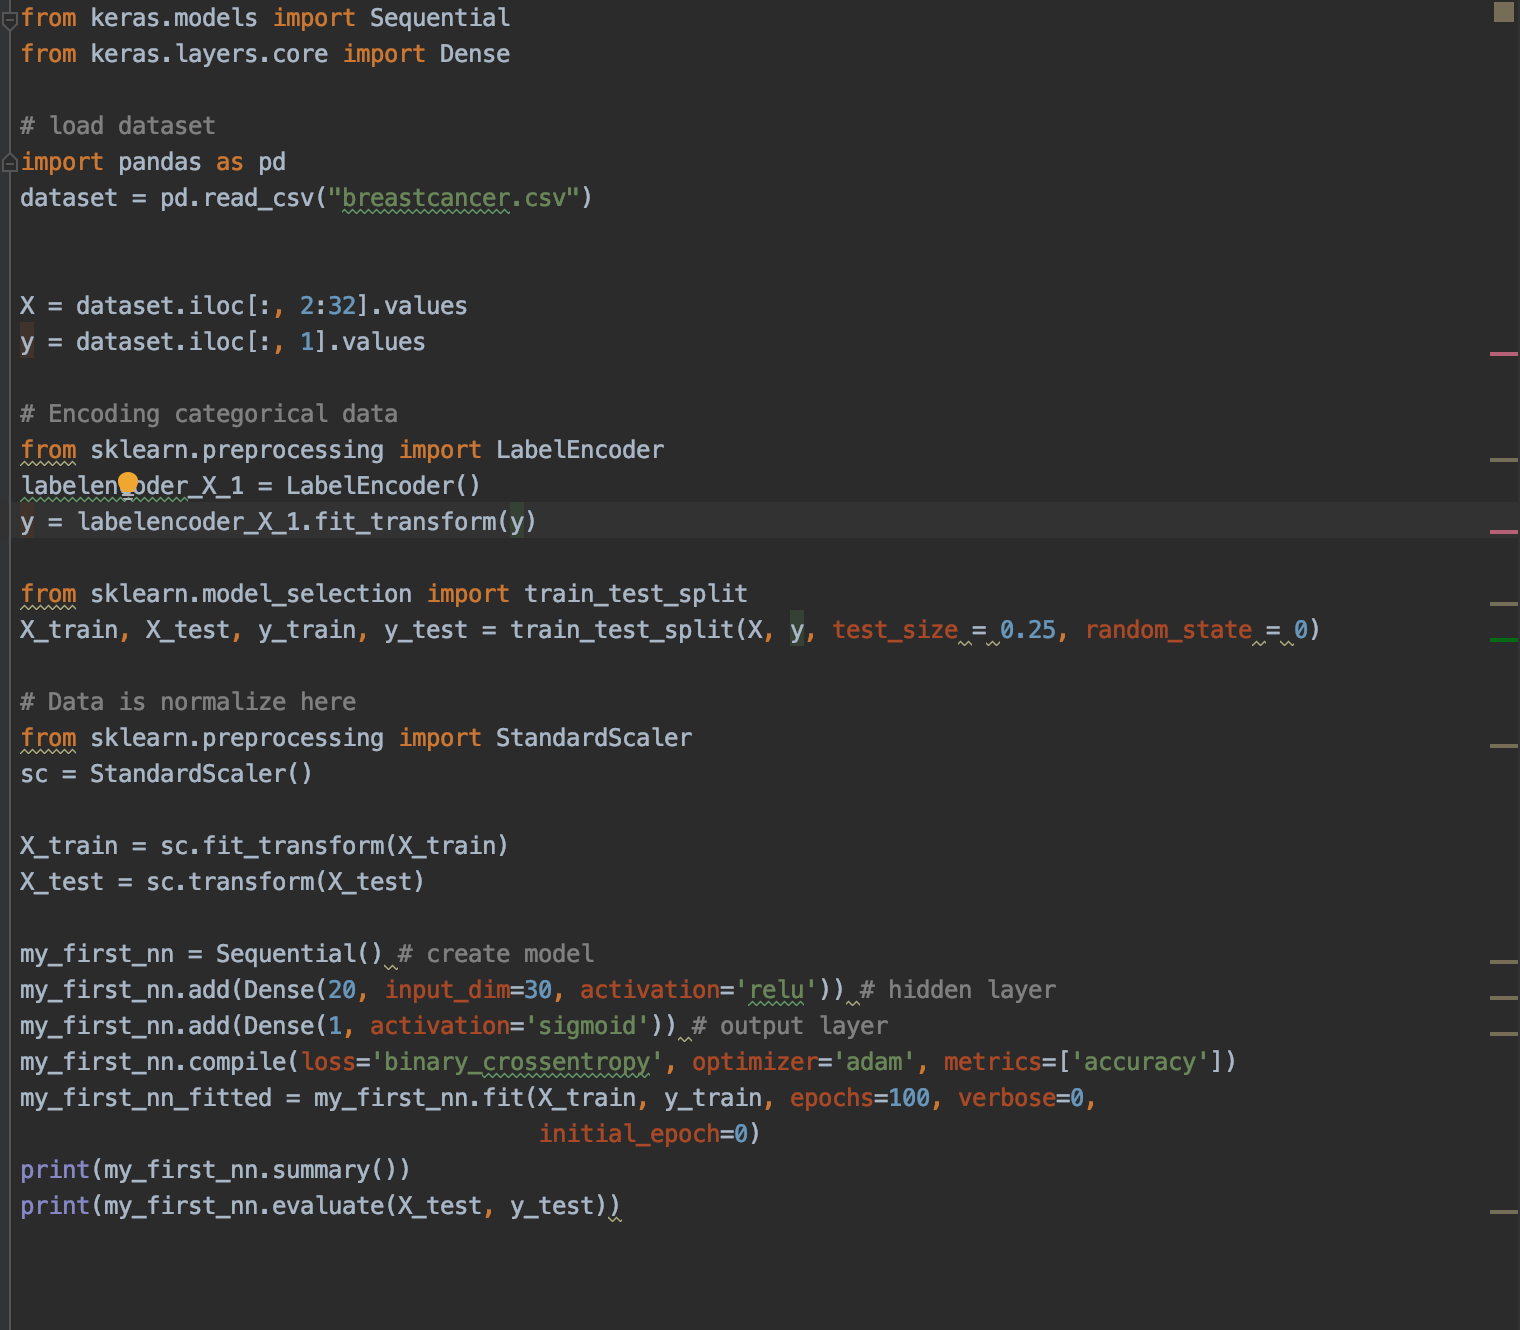 from keras.models import Sequential
from keras.layers.core import Dense
# load dataset
import pandas as pd
dataset = pd.read_csv("breastcancer.csv")
X = dataset.iloc[:, 2:32].values
y = dataset.iloc[:, 1].values
# Encoding categorical data
from sklearn.preprocessing import LabelEncoder
labelencoder_X_1 = LabelEncoder()
y = labelencoder_X_1.fit_transform(y)
from sklearn.model_selection import train_test_split
X_train, X_test, y_train, y_test = train_test_split(X, y, test_size = 0.25, random_state = 0)
# Data is normalize here
from sklearn.preprocessing import StandardScaler
sc = StandardScaler()
X_train = sc.fit_transform(X_train)
X_test = sc.transform(X_test)
my_first_nn = Sequential() # create model
my_first_nn.add(Dense(20, input_dim=30, activation='relu')) # hidden layer
my_first_nn.add(Dense(1, activation='sigmoid')) # output layer
my_first_nn.compile(loss='binary_crossentropy', optimizer='adam', metrics=['accuracy'])
my_first_nn_fitted = my_first_nn.fit(X_train, y_train, epochs=100, verbose=0,
initial_epoch=0)
print(my_first_nn.summary())
print(my_first_nn.evaluate(X_test, y_test))